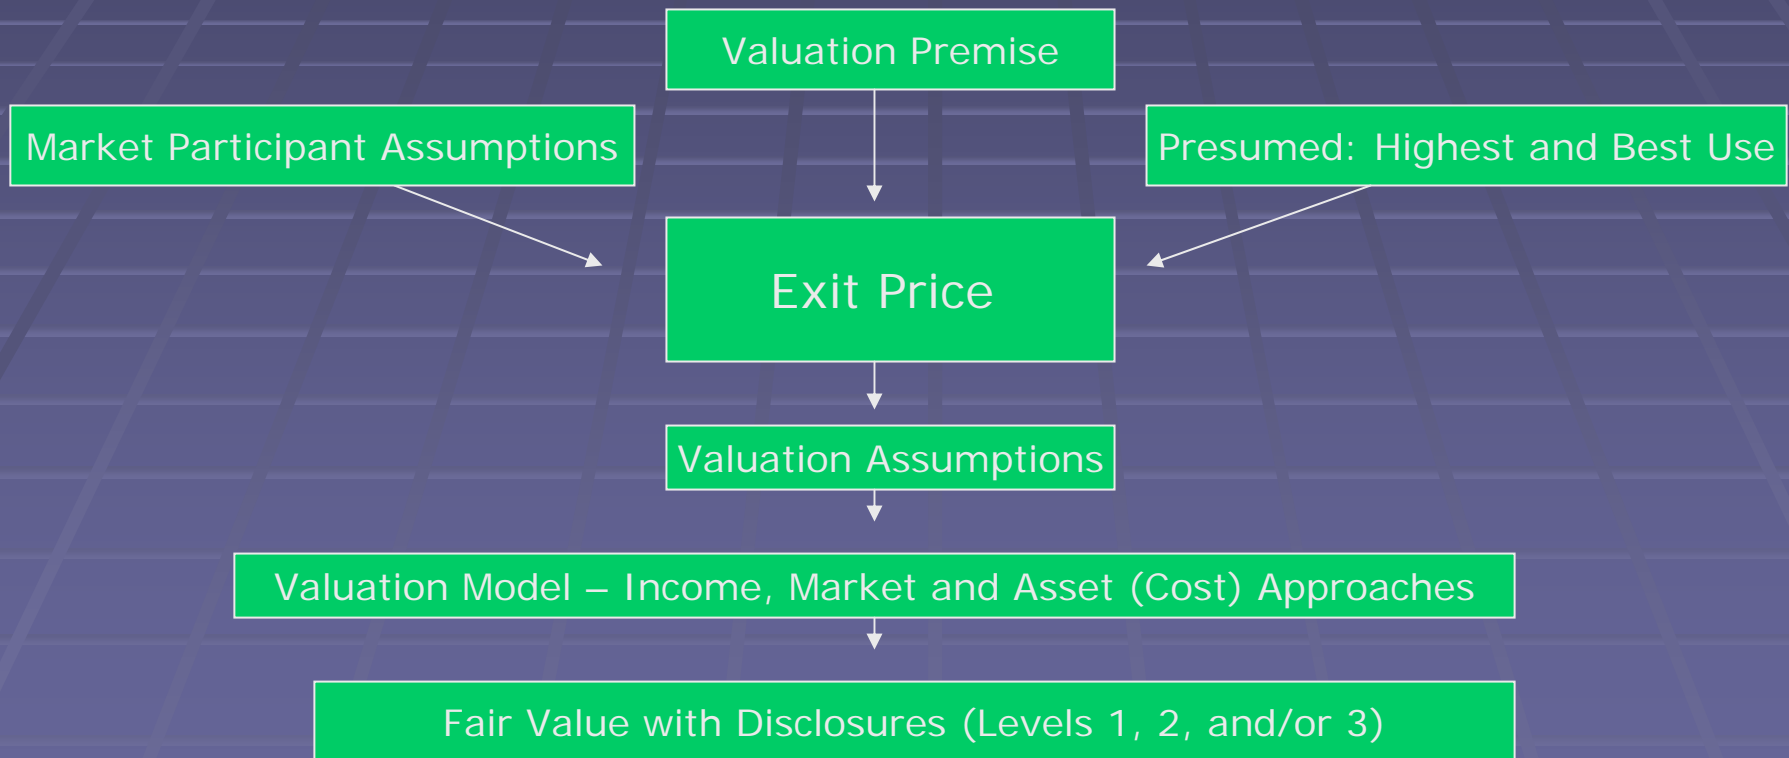 Valuation Premise
Market Participant Assumptions
Presumed: Highest and Best Use
Exit Price
Valuation Assumptions
Valuation Model – Income, Market and Asset (Cost) Approaches
Fair Value with Disclosures (Levels 1, 2, and/or 3)